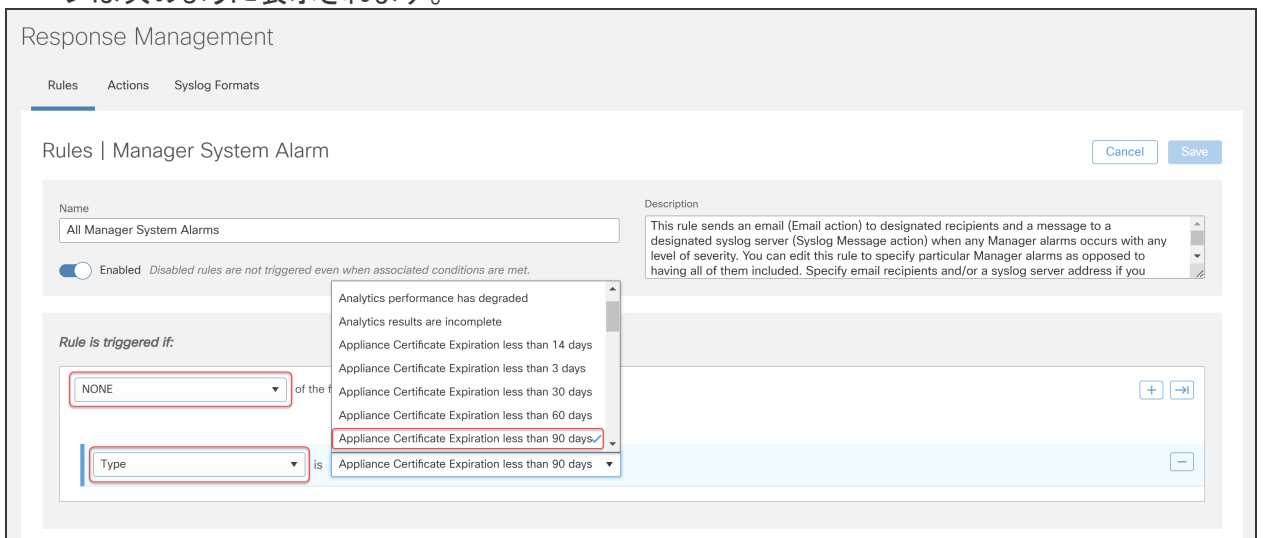 Response Management
Rules Actions Syslog Formats
Rules | Manager System Alarm
Cancel Save
Name
All Manager System Alarms
Description
This rule sends an email (Email action) to designated recipients and a message to a
designated syslog server (Syslog Message action) when any Manager alarms occurs with any
level of severity. You can edit this rule to specify particular Manager alarms as opposed to
having all of them included. Specify email recipients and/or a syslog server address if you
Enabled Disabled rules are not triggered even when associated conditions are met.
Rule is triggered if:
NONE of the
Analytics performance has degraded
Analytics results are incomplete
Appliance Certificate Expiration less than 14 days
Appliance Certificate Expiration less than 3 days
Appliance Certificate Expiration less than 30 days
Appliance Certificate Expiration less than 60 days
Appliance Certificate Expiration less than 90 days
Type is Appliance Certificate Expiration less than 90 days